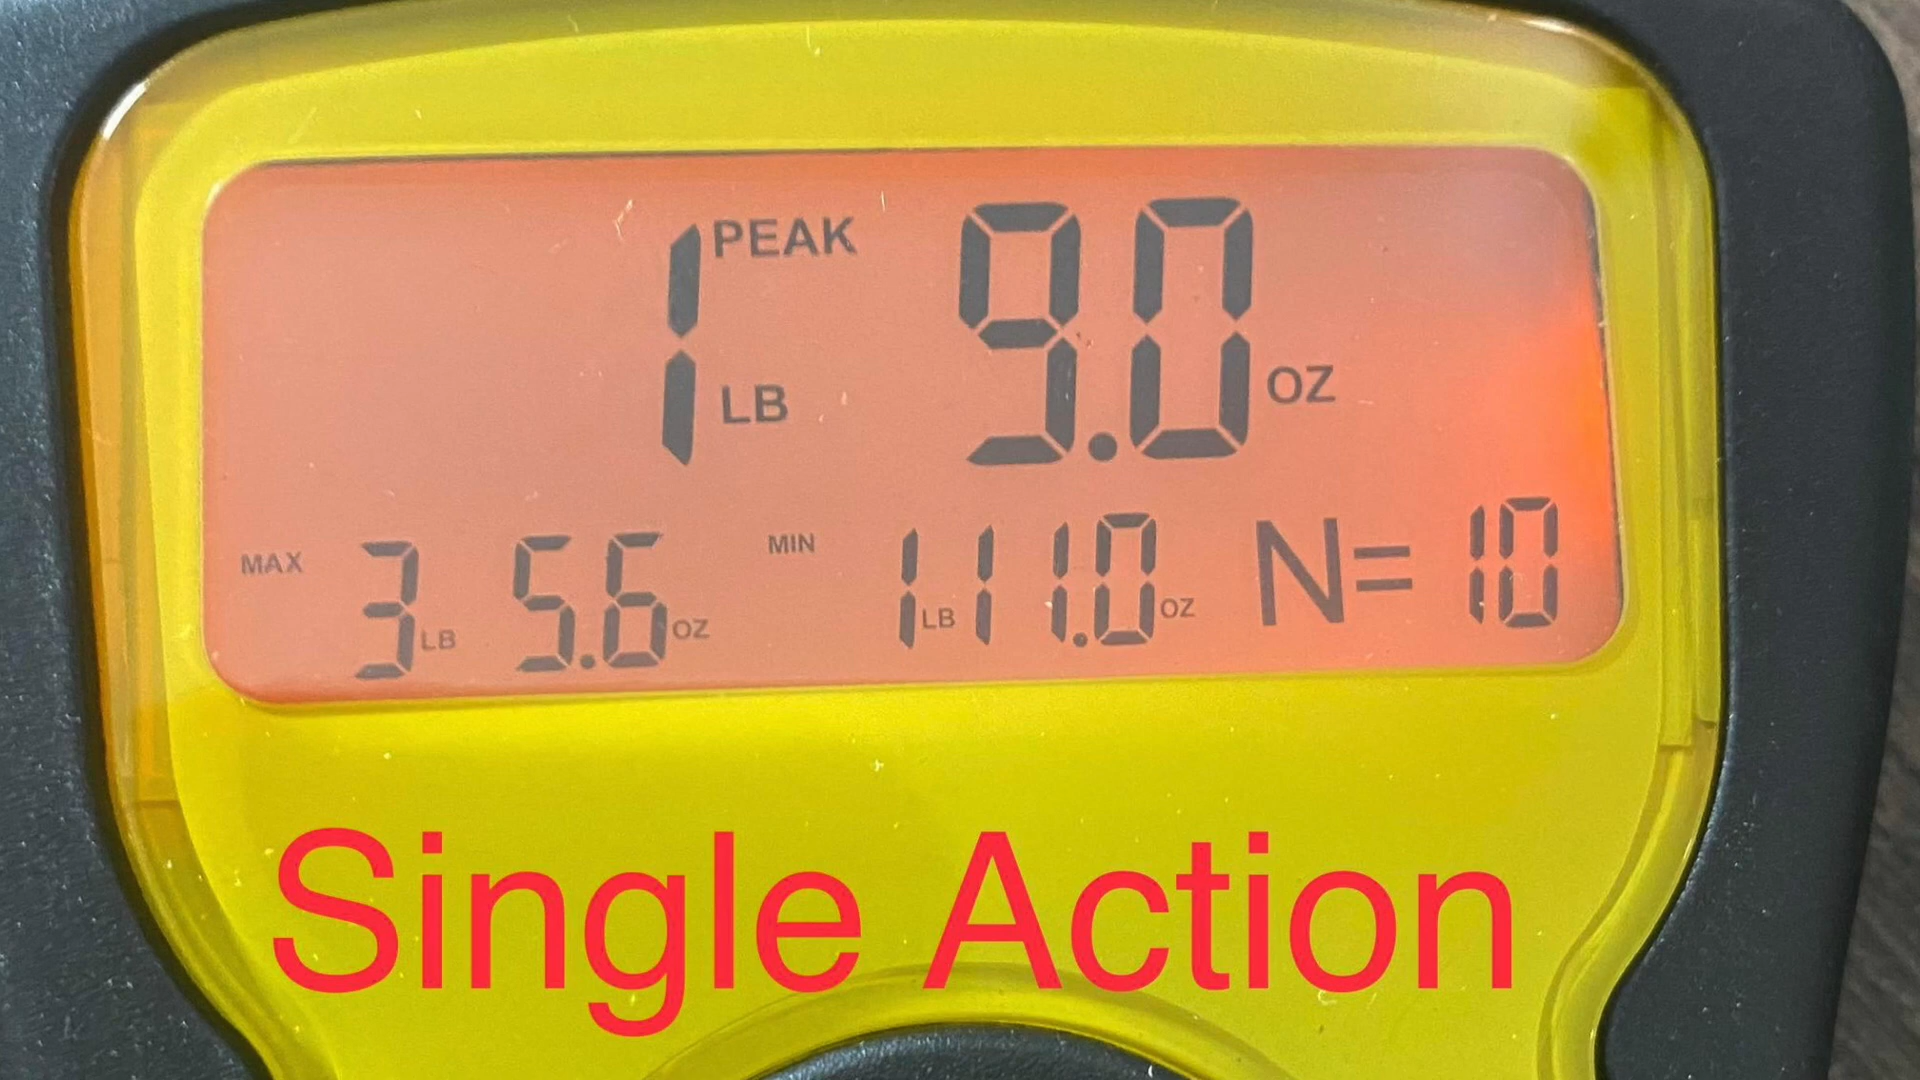 1 PEAK 9.0
LB OZ
MAX 3 LB 5.6 OZ MIN 1 LB 11.0 OZ N= 10
Single Action